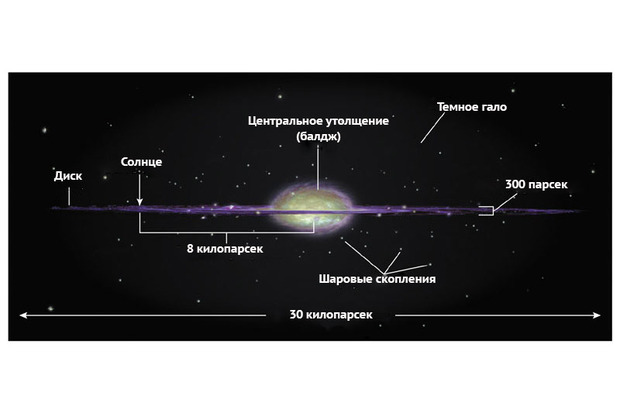 Темное гало
Центральное утолщение
(балдж)
Солнце
Диск
300 парсек
8 килопарсек
Шаровые скопления
30 килопарсек